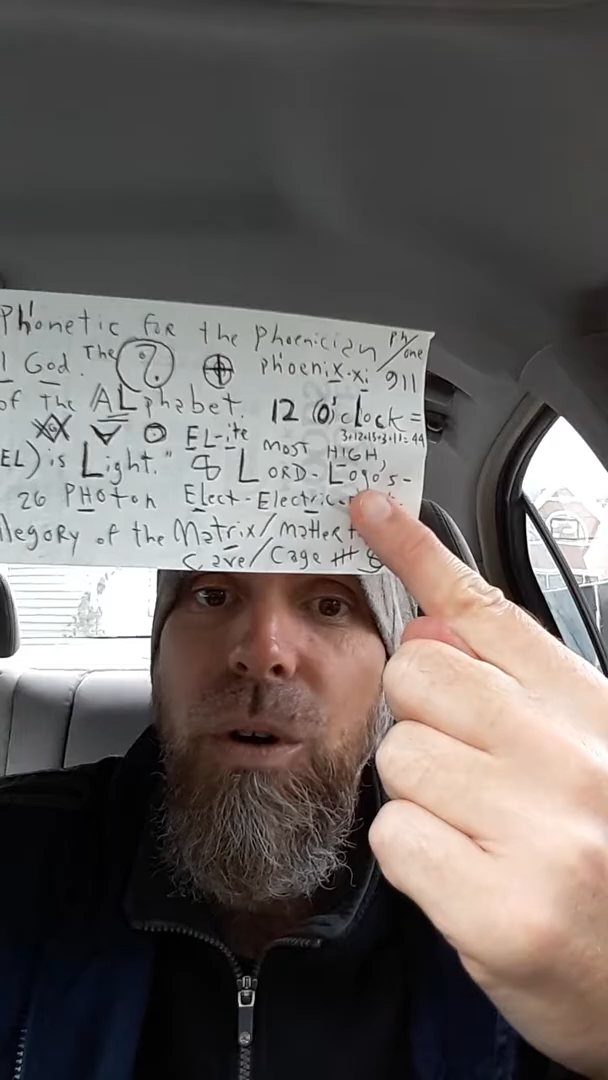 Phonetic for the Phoenician Ph/one
l God. The phoenix-xi 911
of the ALphabet. 12 O'clock =
3+12+15+3+11=44
G EL-ite MOST HIGH,
EL) is Light." LORD-Logos-
26 PHoton Elect-Electric
llegory of the Matrix/Matter
Cave/Cage